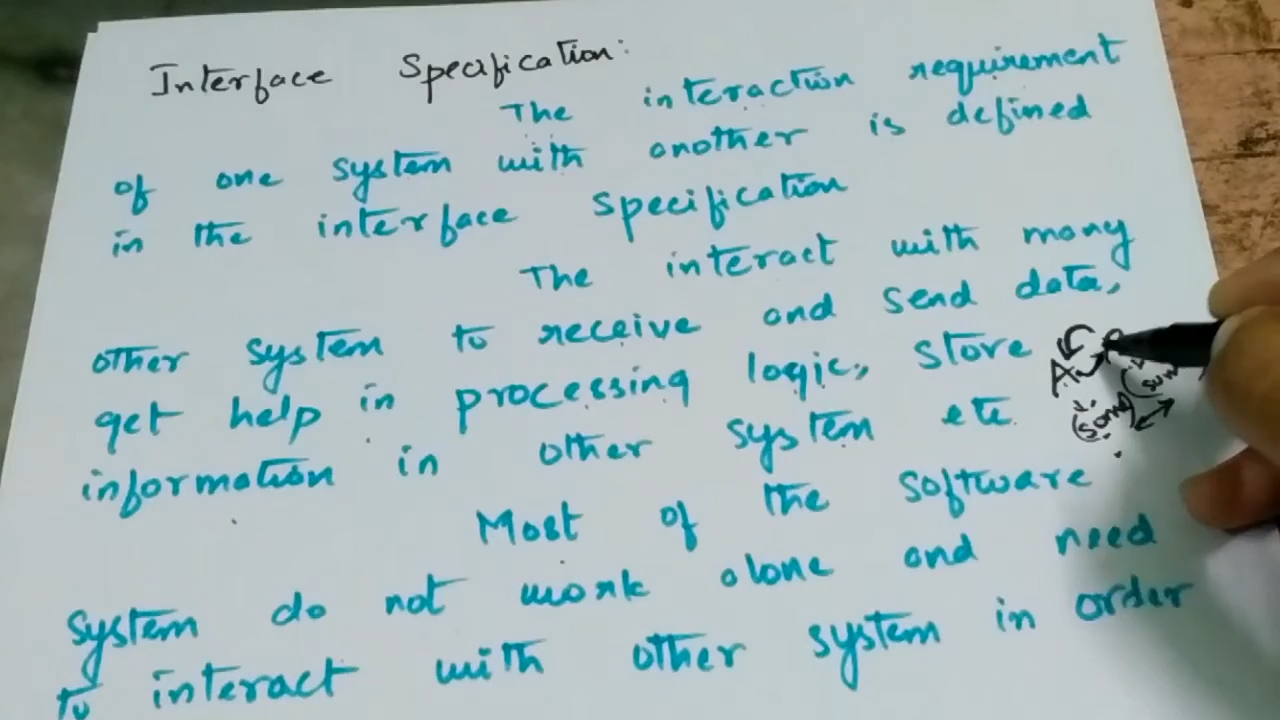 Interface Specification:
The interaction requirement
of one system with another is defined
in the interface specification
The interact with many
other system to receive and send data,
get help in processing logic, store
information in other system etc
Most of the software
system do not work alone and need
to interact with other system in order
A